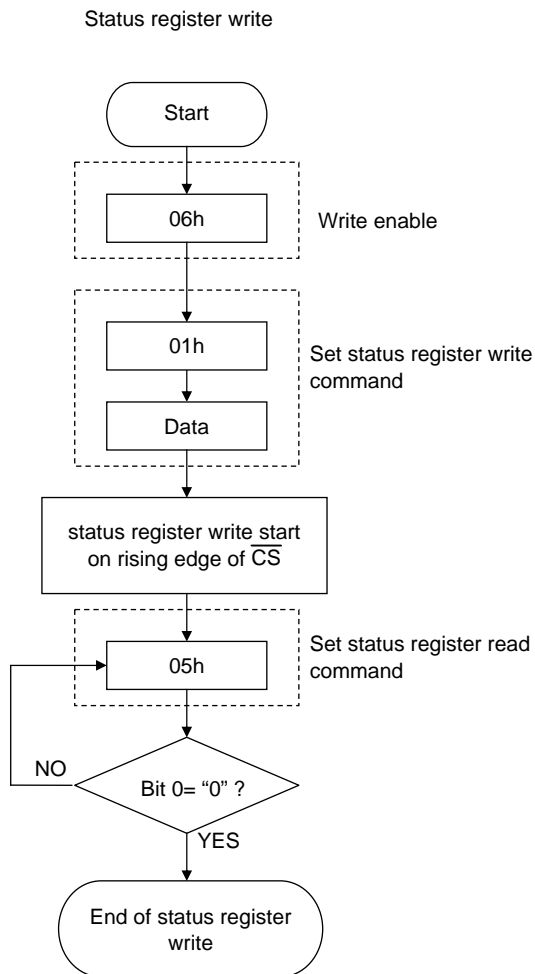 Status register write
Start
06h
Write enable
01h
Set status register write
command
Data
status register write start
on rising edge of C̅S̅
Set status register read
command
05h
NO
Bit 0= “0” ?
YES
End of status register
write